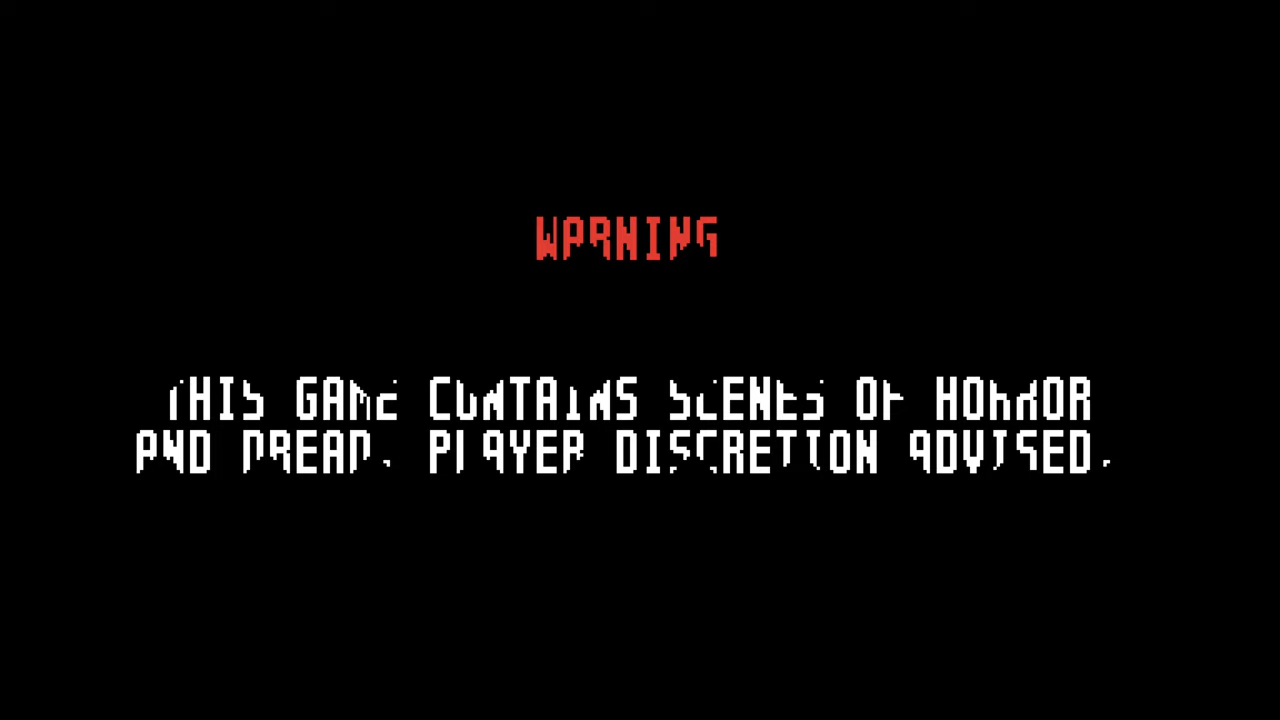 WARNING
THIS GAME CONTAINS SCENES OF HORROR
AND DREAD. PLAYER DISCRETION ADVISED.